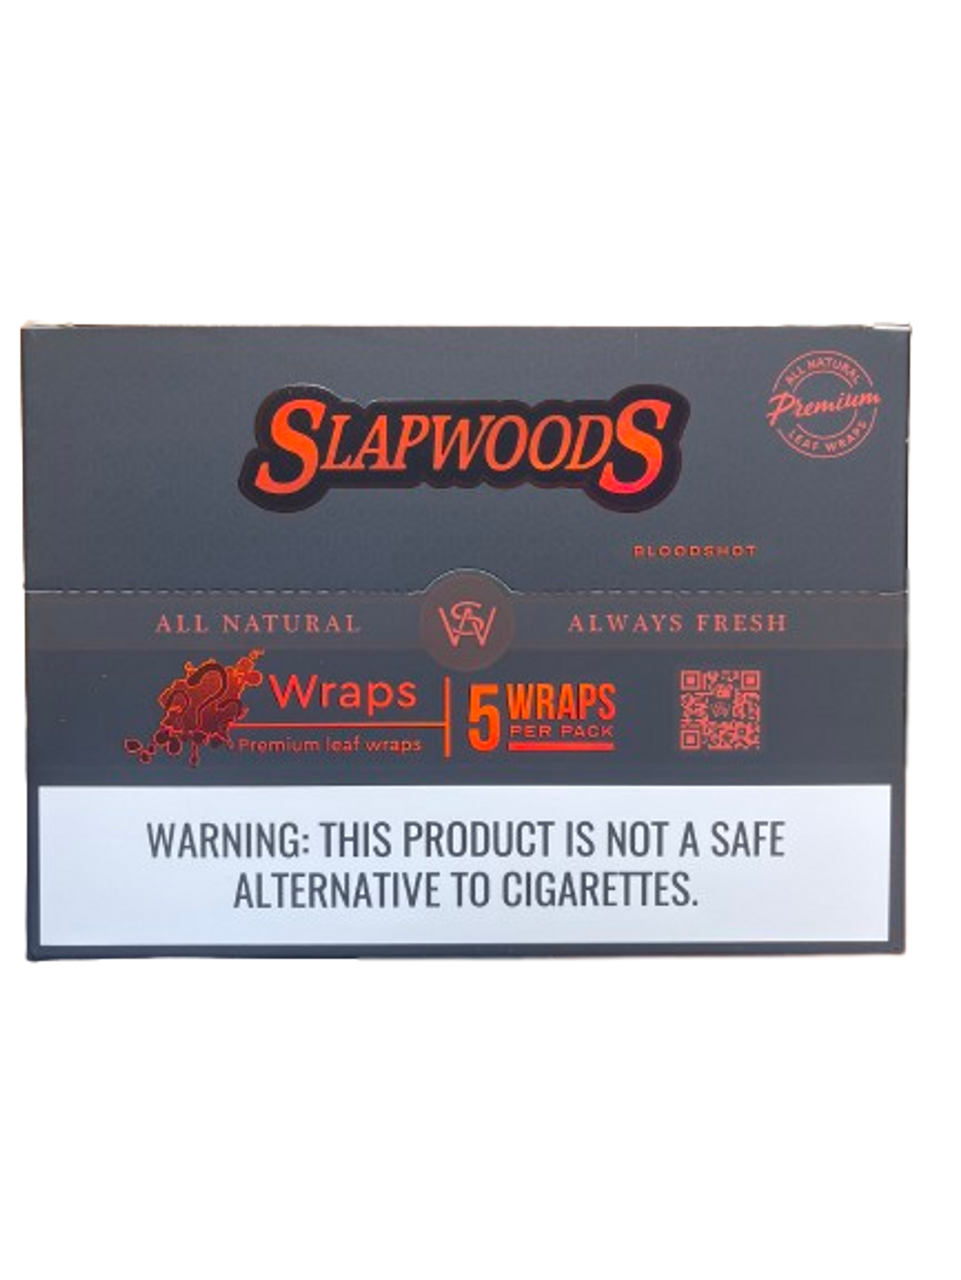 SLAPWOODS
ALL NATURAL
Premium
LEAF WRAPS
BLOODSHOT
ALL NATURAL
SW
ALWAYS FRESH
Wraps
Premium leaf wraps
5 WRAPS
PER PACK
WARNING: THIS PRODUCT IS NOT A SAFE
ALTERNATIVE TO CIGARETTES.